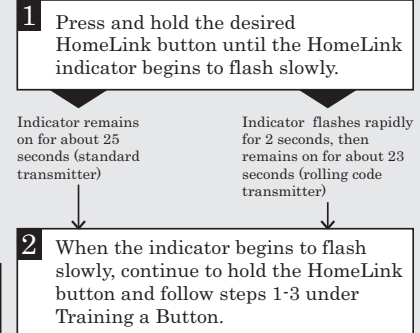 1
Press and hold the desired
HomeLink button until the HomeLink
indicator begins to flash slowly.
Indicator remains
on for about 25
seconds (standard
transmitter)
Indicator flashes rapidly
for 2 seconds, then
remains on for about 23
seconds (rolling code
transmitter)
2
When the indicator begins to flash
slowly, continue to hold the HomeLink
button and follow steps 1-3 under
Training a Button.